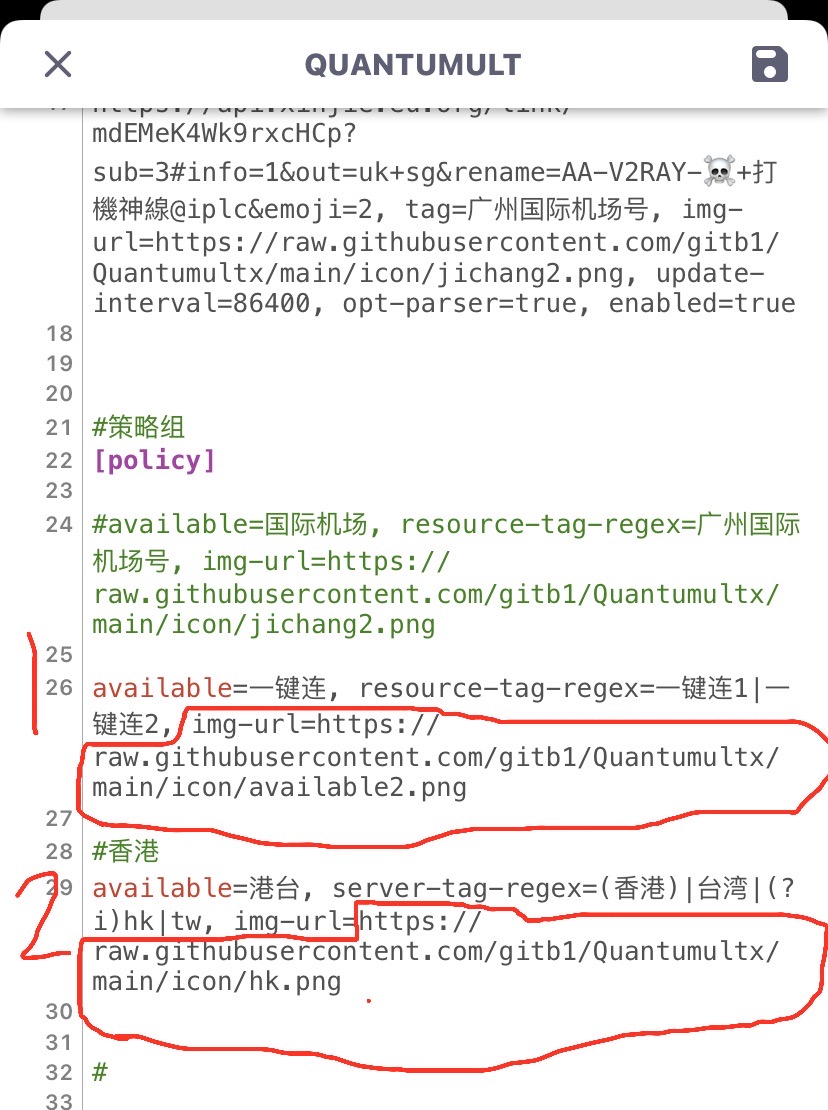 QUANTUMULT
mdEMeK4Wk9rxcHCp?
sub=3#info=1&out=uk+sg&rename=AA-V2RAY-☠️+打
機神線@iplc&emoji=2, tag=广州国际机场号, img-
url=https://raw.githubusercontent.com/gitb1/
Quantumultx/main/icon/jichang2.png, update-
interval=86400, opt-parser=true, enabled=true
18
19
20
21 #策略组
22 [policy]
23
24 #available=国际机场, resource-tag-regex=广州国际
机场号, img-url=https://
raw.githubusercontent.com/gitb1/Quantumultx/
main/icon/jichang2.png
25
26 available=一键连, resource-tag-regex=一键连1|一
键连2, img-url=https://
raw.githubusercontent.com/gitb1/Quantumultx/
main/icon/available2.png
27
28 #香港
29 available=港台, server-tag-regex=(香港)|台湾|(?
i)hk|tw, img-url=https://
raw.githubusercontent.com/gitb1/Quantumultx/
main/icon/hk.png
30
31
32 #
33
1
2